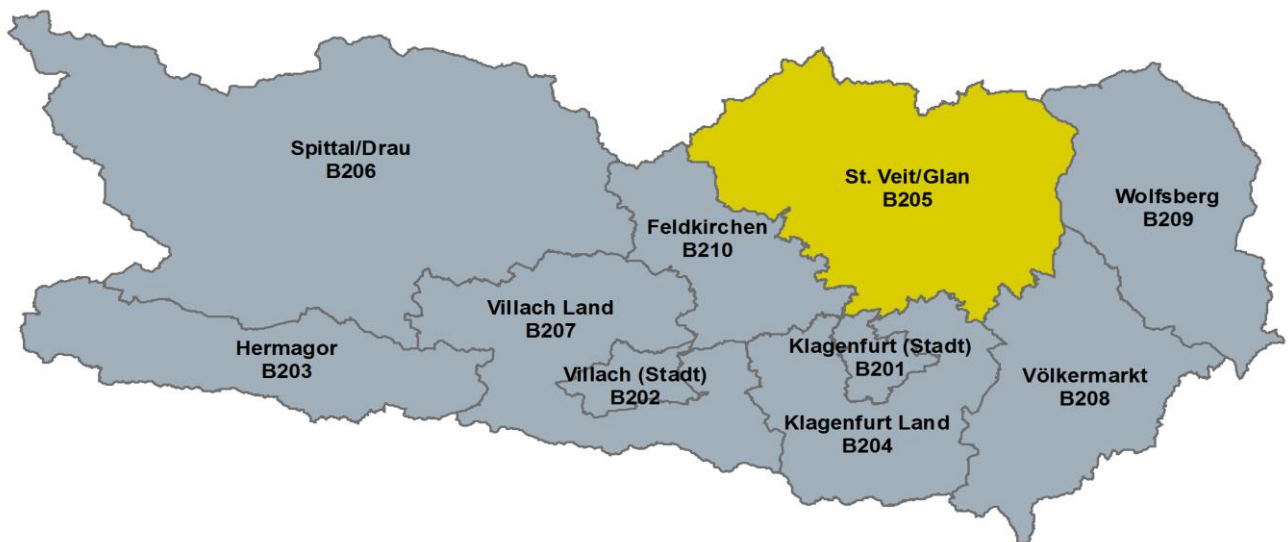 Spittal/Drau
B206
St. Veit/Glan
B205
Wolfsberg
B209
Feldkirchen
B210
Villach Land
B207
Hermagor
B203
Klagenfurt (Stadt)
B201
Villach (Stadt)
B202
Völkermarkt
B208
Klagenfurt Land
B204